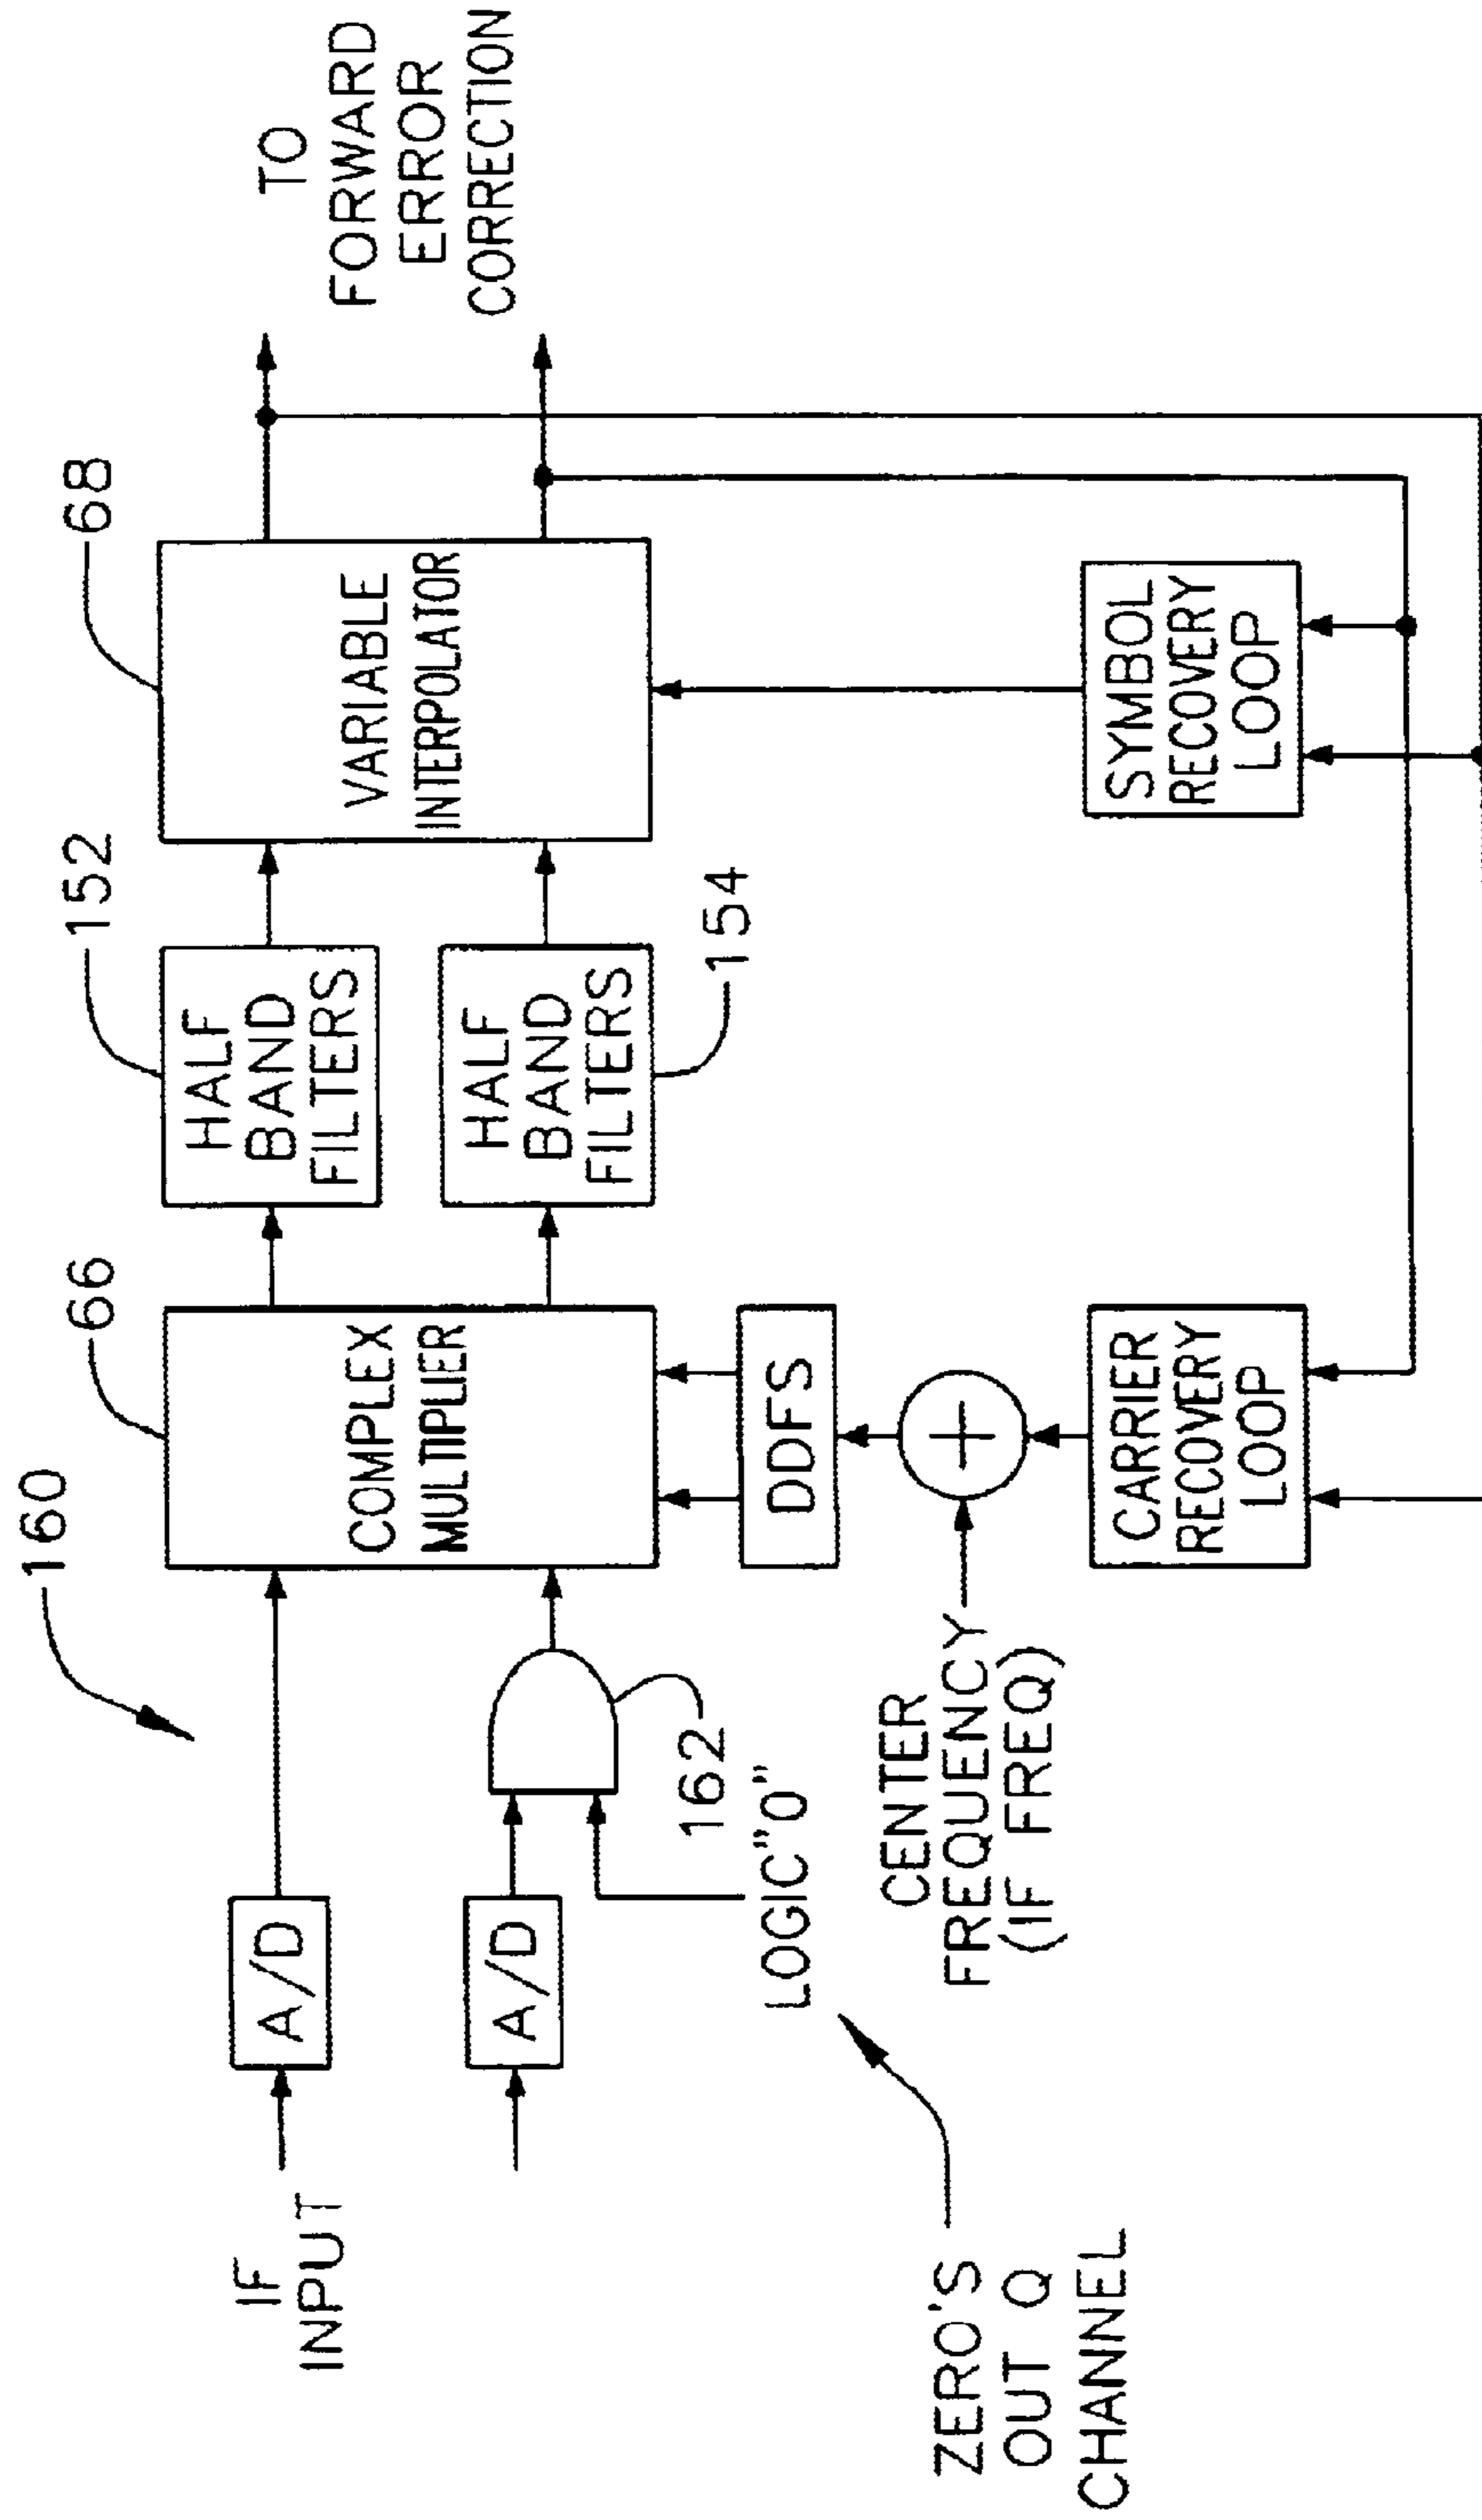 160
66
152
68
IF
INPUT
A/D
A/D
162
LOGIC"0"
ZERO'S
OUT Q
CHANNEL
COMPLEX
MULTIPLIER
HALF
BAND
FILTERS
HALF
BAND
FILTERS
154
VARIABLE
INTERPOLATOR
TO
FORWARD
ERROR
CORRECTION
DDFS
CENTER
FREQUENCY
(IF FREQ)
CARRIER
RECOVERY
LOOP
SYMBOL
RECOVERY
LOOP